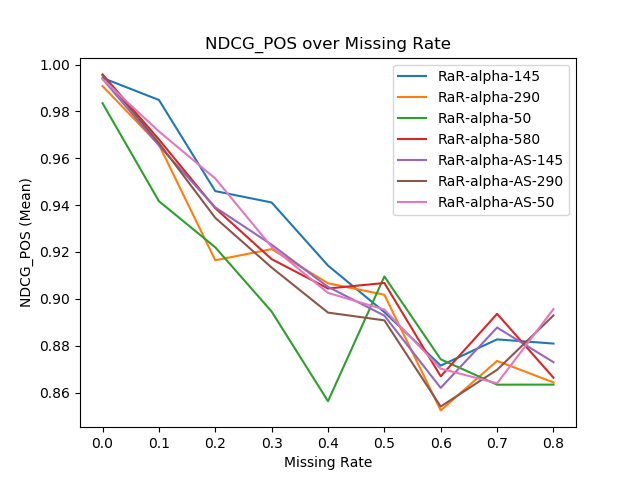 NDCG_POS over Missing Rate
NDCG_POS (Mean)
1.00
0.98
0.96
0.94
0.92
0.90
0.88
0.86
RaR-alpha-145
RaR-alpha-290
RaR-alpha-50
RaR-alpha-580
RaR-alpha-AS-145
RaR-alpha-AS-290
RaR-alpha-AS-50
0.0 0.1 0.2 0.3 0.4 0.5 0.6 0.7 0.8
Missing Rate